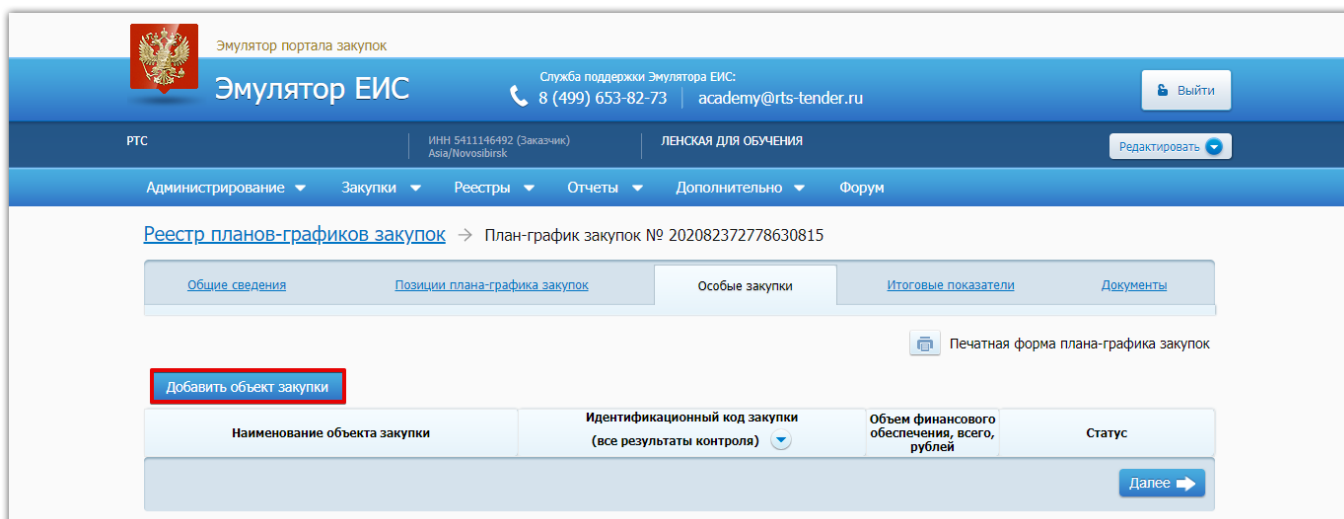 Эмулятор портала закупок
Эмулятор ЕИС
Служба поддержки Эмулятора ЕИС:
8 (499) 653-82-73 | academy@rts-tender.ru
Выйти
РТС
ИНН 5411146492 (Заказчик)
Asia/Novosibirsk
ЛЕНСКАЯ ДЛЯ ОБУЧЕНИЯ
Редактировать
Администрирование Закупки Реестры Отчеты Дополнительно Форум
Реестр планов-графиков закупок → План-график закупок № 202082372778630815
Общие сведения Позиции плана-графика закупок Особые закупки Итоговые показатели Документы
Печатная форма плана-графика закупок
Добавить объект закупки
Наименование объекта закупки
Идентификационный код закупки
(все результаты контроля)
Объем финансового
обеспечения, всего,
рублей
Статус
Далее